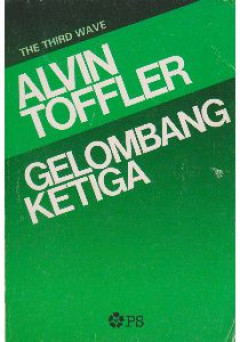 THE THIRD WAVE
ALVIN
TOFFLER
GELOMBANG
KETIGA
PS